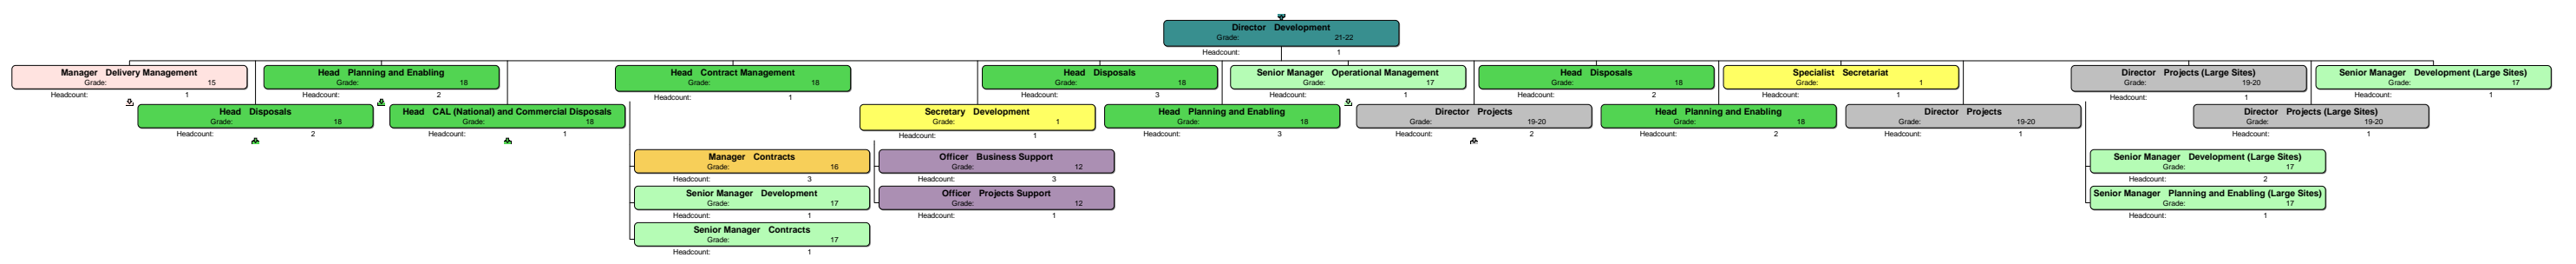 Director Development
Grade: 21-22
Headcount: 1
Manager Delivery Management
Grade: 15
Headcount: 1
Head Planning and Enabling
Grade: 18
Headcount: 2
Head Contract Management
Grade: 18
Headcount: 1
Head Disposals
Grade: 18
Headcount: 3
Senior Manager Operational Management
Grade: 17
Headcount: 1
Head Disposals
Grade: 18
Headcount: 2
Specialist Secretariat
Grade: 1
Headcount: 1
Director Projects (Large Sites)
Grade: 19-20
Headcount: 1
Senior Manager Development (Large Sites)
Grade: 17
Headcount: 1
Head Disposals
Grade: 18
Headcount: 2
Head CAL (National) and Commercial Disposals
Grade: 18
Headcount: 1
Secretary Development
Grade: 1
Headcount: 1
Head Planning and Enabling
Grade: 18
Headcount: 3
Director Projects
Grade: 19-20
Headcount: 2
Head Planning and Enabling
Grade: 18
Headcount: 2
Director Projects
Grade: 19-20
Headcount: 1
Director Projects (Large Sites)
Grade: 19-20
Headcount: 1
Manager Contracts
Grade: 16
Headcount: 3
Senior Manager Development
Grade: 17
Headcount: 1
Senior Manager Contracts
Grade: 17
Headcount: 1
Officer Business Support
Grade: 12
Headcount: 3
Officer Projects Support
Grade: 12
Headcount: 1
Senior Manager Development (Large Sites)
Grade: 17
Headcount: 2
Senior Manager Planning and Enabling (Large Sites)
Grade: 17
Headcount: 1